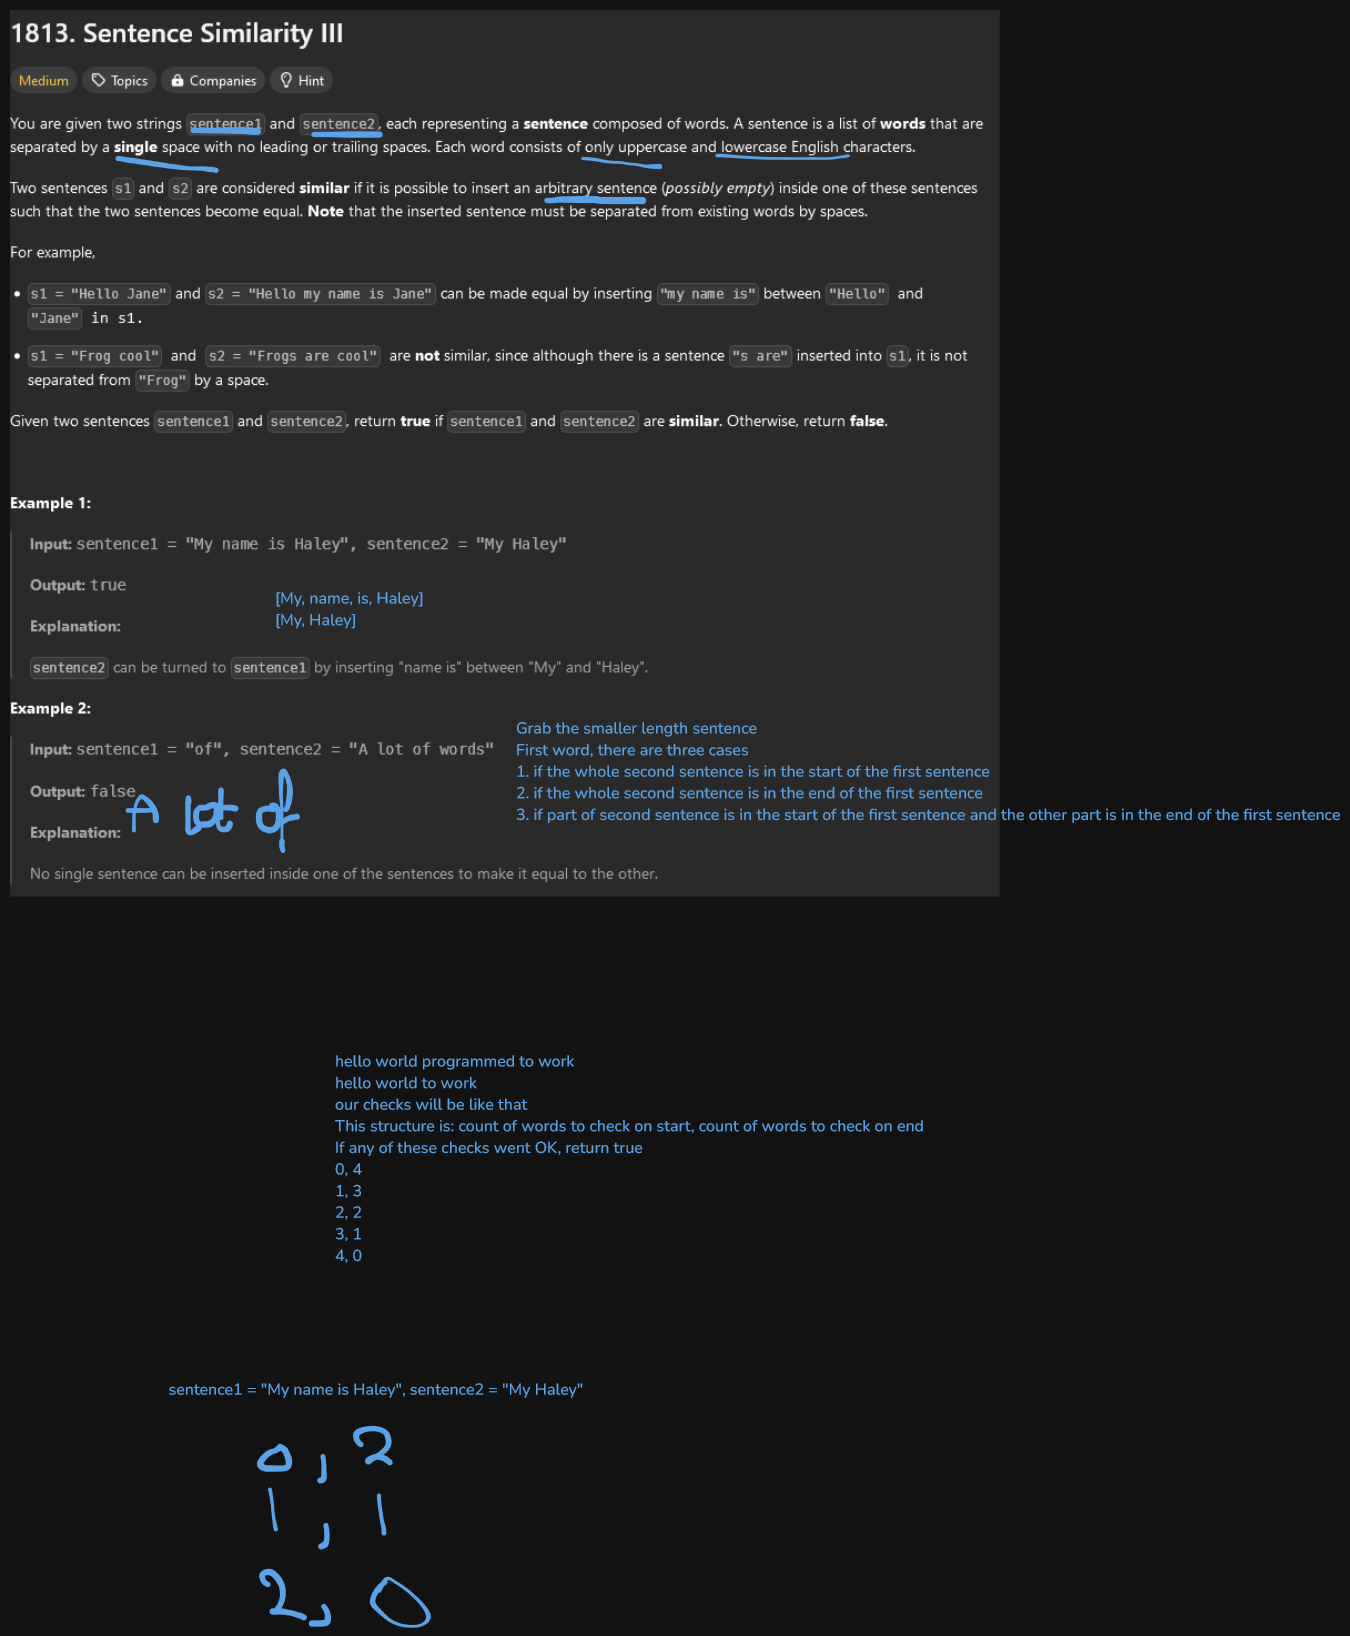 1813. Sentence Similarity III
Medium Topics Companies Hint
You are given two strings sentence1 and sentence2, each representing a sentence composed of words. A sentence is a list of words that are
separated by a single space with no leading or trailing spaces. Each word consists of only uppercase and lowercase English characters.
Two sentences s1 and s2 are considered similar if it is possible to insert an arbitrary sentence (possibly empty) inside one of these sentences
such that the two sentences become equal. Note that the inserted sentence must be separated from existing words by spaces.
For example,
• s1 = "Hello Jane" and s2 = "Hello my name is Jane" can be made equal by inserting "my name is" between "Hello" and
"Jane" in s1.
• s1 = "Frog cool" and s2 = "Frogs are cool" are not similar, since although there is a sentence "s are" inserted into s1, it is not
separated from "Frog" by a space.
Given two sentences sentence1 and sentence2, return true if sentence1 and sentence2 are similar. Otherwise, return false.
Example 1:
Input: sentence1 = "My name is Haley", sentence2 = "My Haley"
Output: true
[My, name, is, Haley]
[My, Haley]
Explanation:
sentence2 can be turned to sentence1 by inserting "name is" between "My" and "Haley".
Example 2:
Input: sentence1 = "of", sentence2 = "A lot of words"
Output: false
A lot of
Explanation:
No single sentence can be inserted inside one of the sentences to make it equal to the other.
Grab the smaller length sentence
First word, there are three cases
1. if the whole second sentence is in the start of the first sentence
2. if the whole second sentence is in the end of the first sentence
3. if part of second sentence is in the start of the first sentence and the other part is in the end of the first sentence
hello world programmed to work
hello world to work
our checks will be like that
This structure is: count of words to check on start, count of words to check on end
If any of these checks went OK, return true
0, 4
1, 3
2, 2
3, 1
4, 0
sentence1 = "My name is Haley", sentence2 = "My Haley"
0, 2
1, 1
2, 0